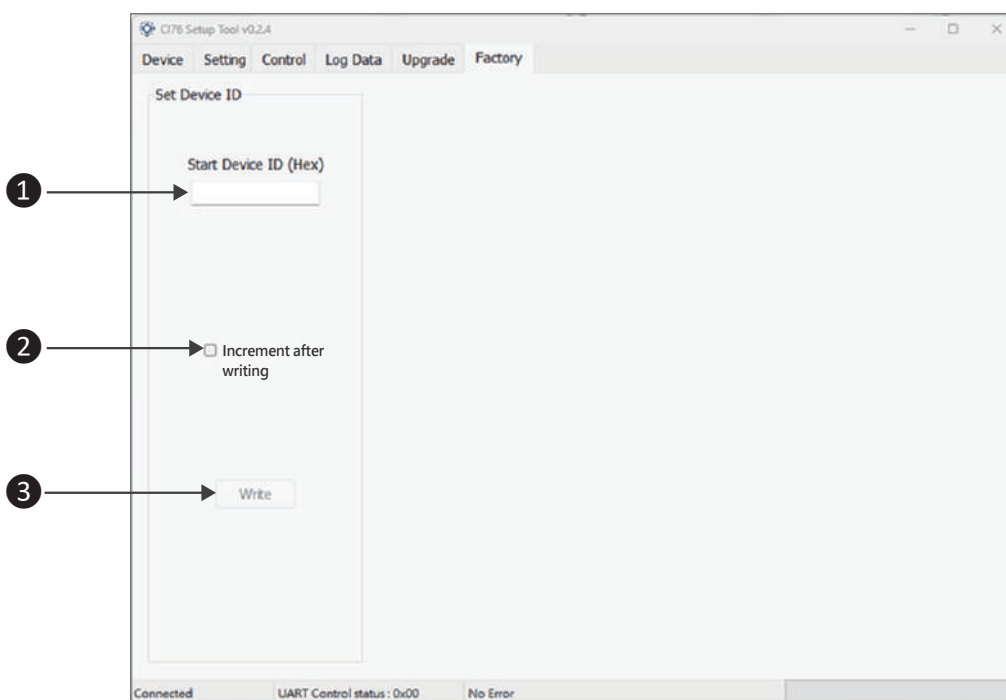 CI76 Setup Tool v0.2.4
Device Setting Control Log Data Upgrade Factory
Set Device ID
Start Device ID (Hex)
1
2
Increment after
writing
3
Write
Connected UART Control status : 0x00 No Error